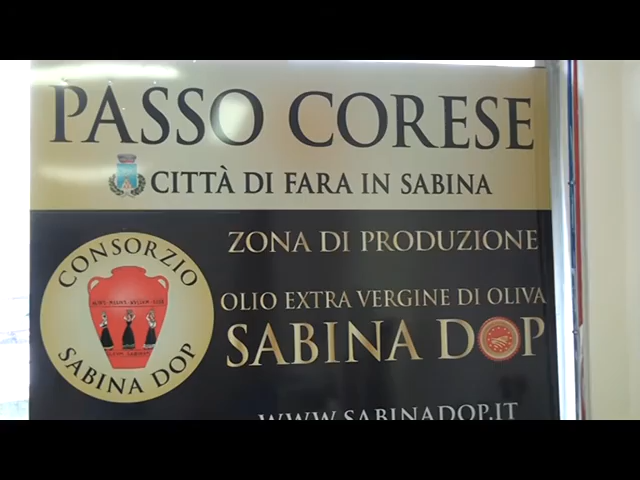 PASSO CORESE
CITTÀ DI FARA IN SABINA
ZONA DI PRODUZIONE
CONSORZIO
SABINA DOP
OLIO EXTRA VERGINE DI OLIVA
SABINA DOP
WWW.SABINADOP.IT